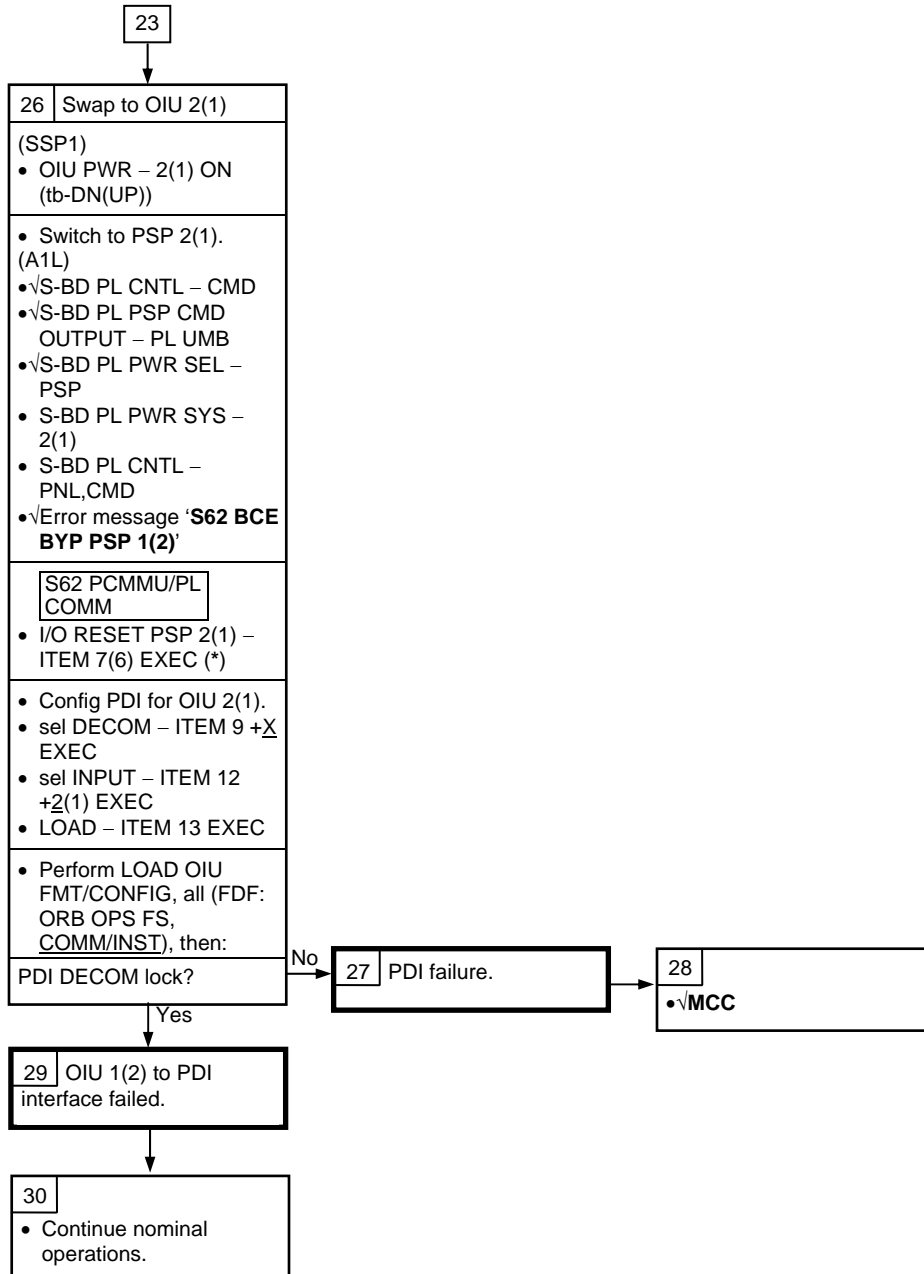 23
26 Swap to OIU 2(1)
(SSP1)
• OIU PWR – 2(1) ON
(tb-DN(UP))
• Switch to PSP 2(1).
(A1L)
•√S-BD PL CNTL – CMD
•√S-BD PL PSP CMD
OUTPUT – PL UMB
•√S-BD PL PWR SEL –
PSP
• S-BD PL PWR SYS –
2(1)
• S-BD PL CNTL –
PNL,CMD
•√Error message ‘S62 BCE
BYP PSP 1(2)’
S62 PCMMU/PL
COMM
• I/O RESET PSP 2(1) –
ITEM 7(6) EXEC (*)
• Config PDI for OIU 2(1).
• sel DECOM – ITEM 9 +X
EXEC
• sel INPUT – ITEM 12
+2(1) EXEC
• LOAD – ITEM 13 EXEC
• Perform LOAD OIU
FMT/CONFIG, all (FDF:
ORB OPS FS,
COMM/INST), then:
PDI DECOM lock?
No
27 PDI failure.
28
•√MCC
Yes
29 OIU 1(2) to PDI
interface failed.
30
• Continue nominal
operations.